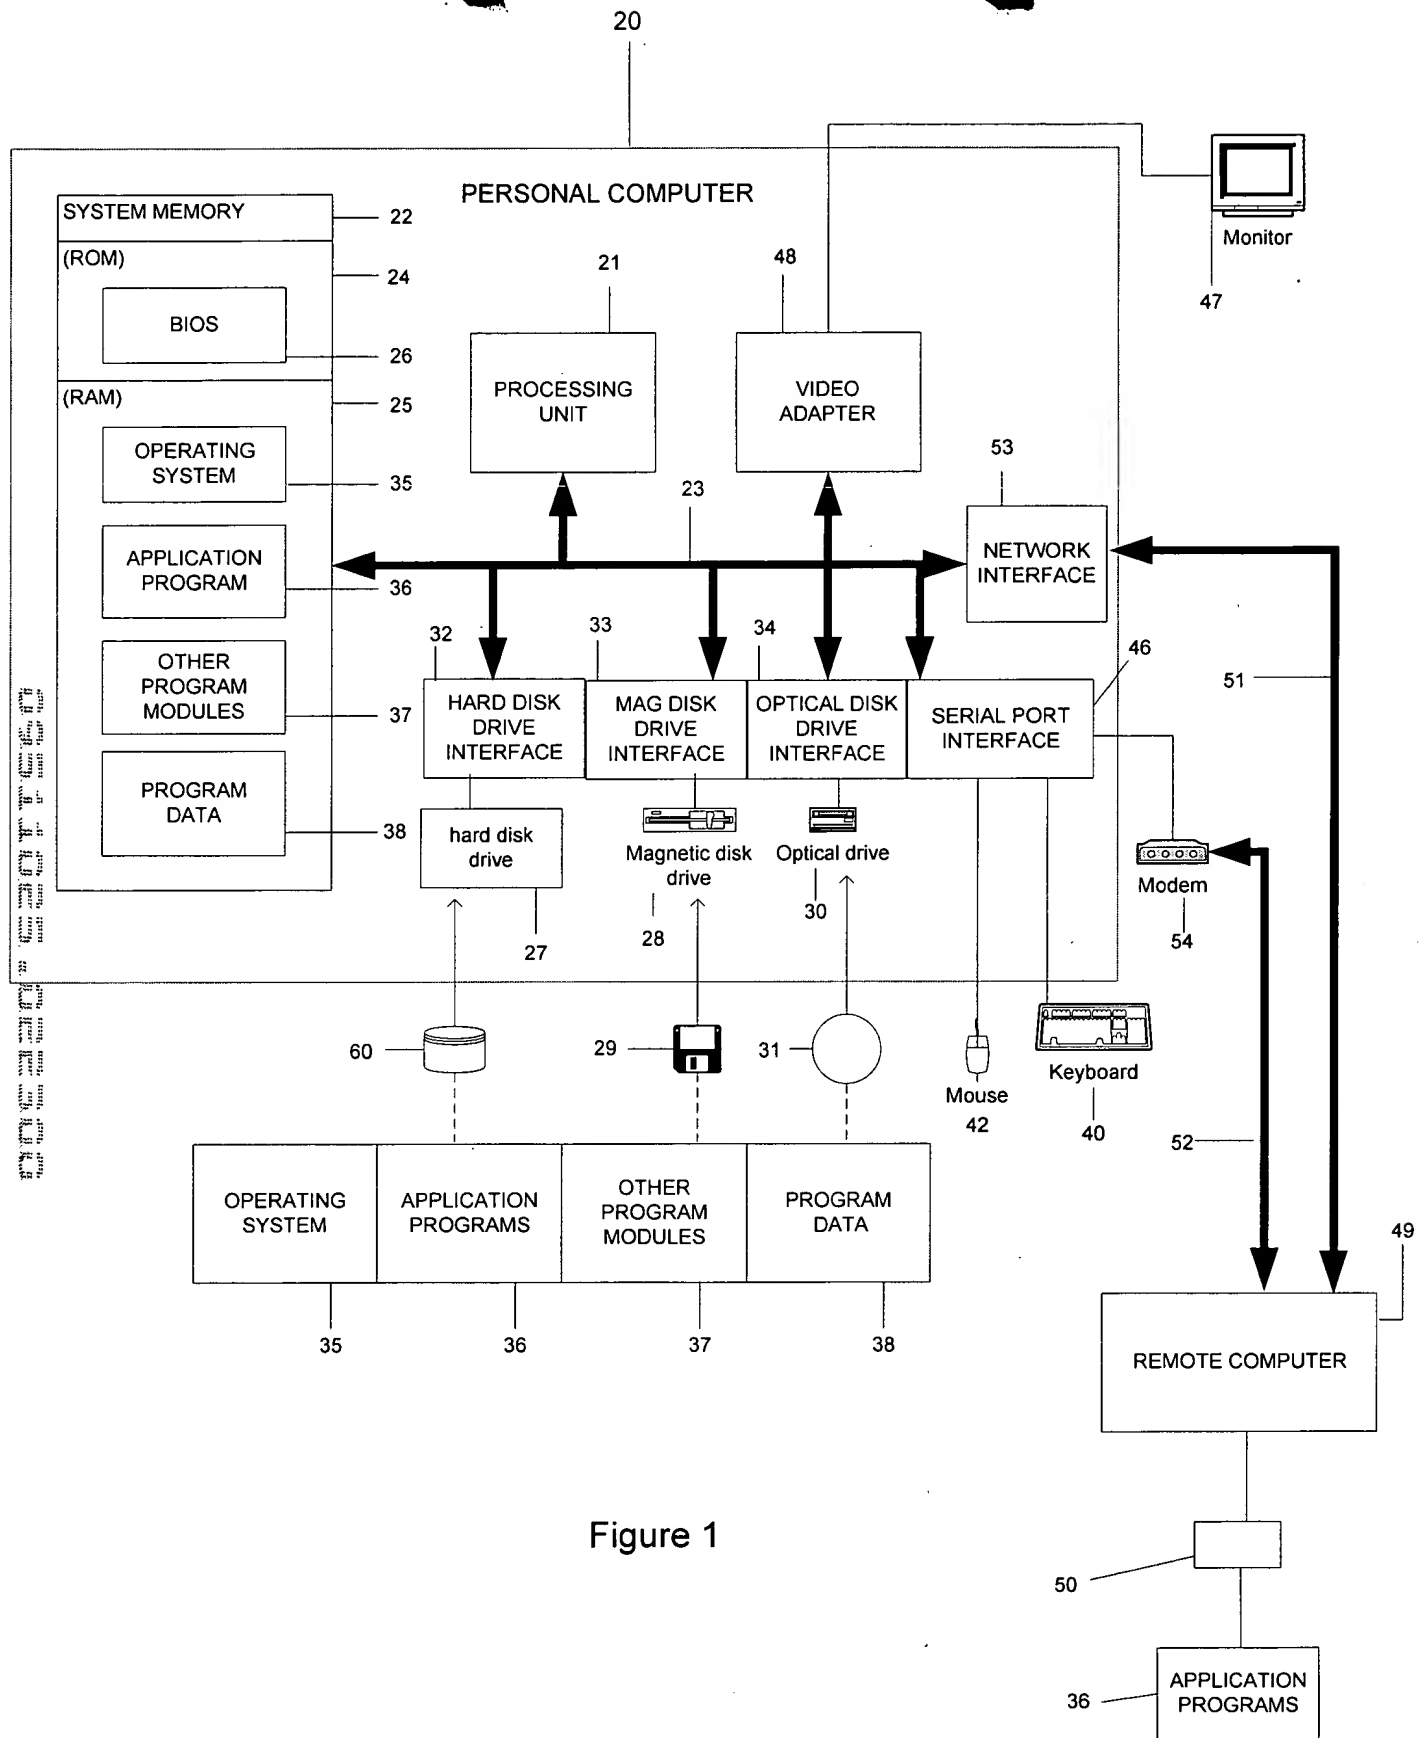 20
PERSONAL COMPUTER
SYSTEM MEMORY
22
(ROM)
24
BIOS
26
(RAM)
25
OPERATING
SYSTEM
35
APPLICATION
PROGRAM
36
OTHER
PROGRAM
MODULES
37
PROGRAM
DATA
38
21
PROCESSING
UNIT
48
VIDEO
ADAPTER
Monitor
47
23
53
NETWORK
INTERFACE
32
HARD DISK
DRIVE
INTERFACE
33
MAG DISK
DRIVE
INTERFACE
34
OPTICAL DISK
DRIVE
INTERFACE
46
SERIAL PORT
INTERFACE
51
hard disk
drive
27
Magnetic disk
drive
28
Optical drive
30
Modem
54
60
29
31
Mouse
42
Keyboard
40
52
OPERATING
SYSTEM
APPLICATION
PROGRAMS
OTHER
PROGRAM
MODULES
PROGRAM
DATA
35
36
37
38
49
REMOTE COMPUTER
50
36
APPLICATION
PROGRAMS
Figure 1